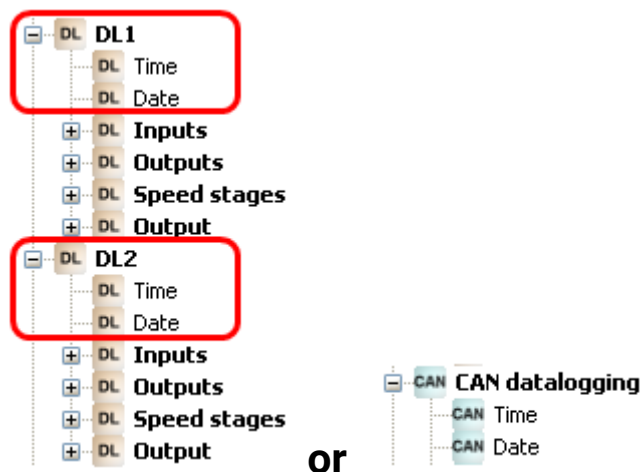 DL DL1
DL Time
DL Date
DL Inputs
DL Outputs
DL Speed stages
DL Output
DL DL2
DL Time
DL Date
DL Inputs
DL Outputs
DL Speed stages
DL Output
or
CAN CAN datalogging
CAN Time
CAN Date